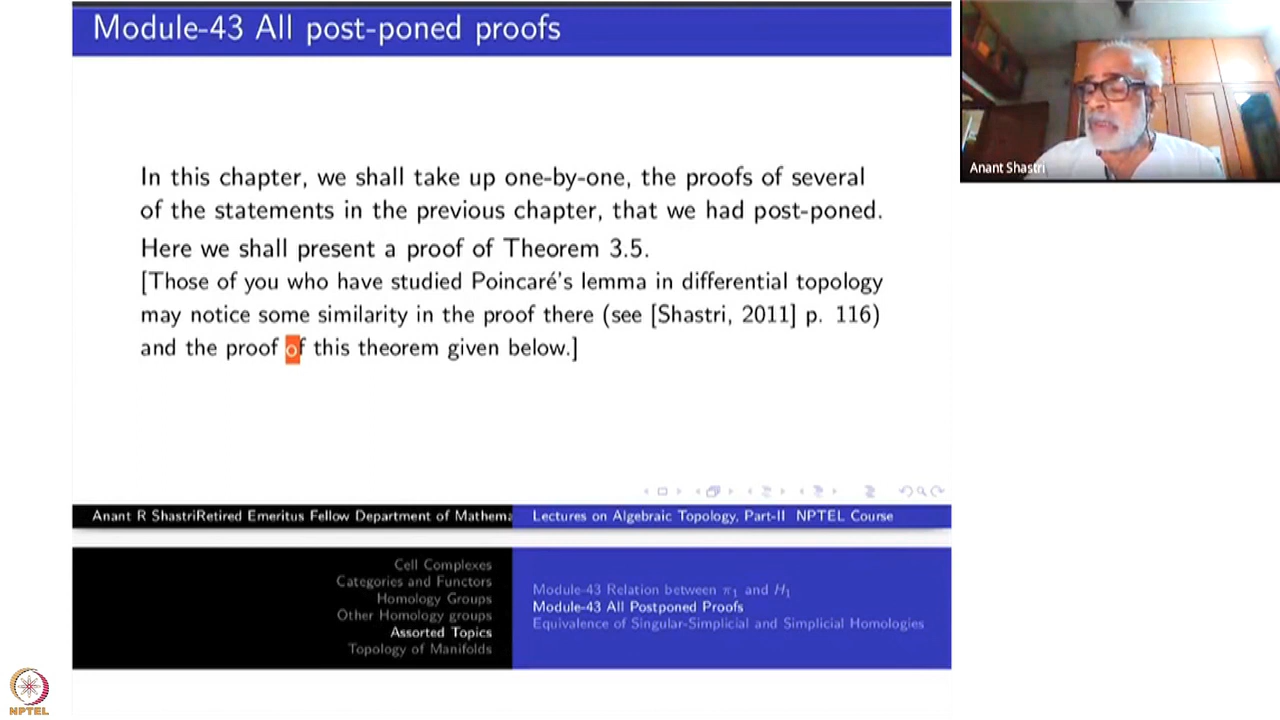 Module-43 All post-poned proofs
In this chapter, we shall take up one-by-one, the proofs of several
of the statements in the previous chapter, that we had post-poned.
Here we shall present a proof of Theorem 3.5.
[Those of you who have studied Poincaré's lemma in differential topology
may notice some similarity in the proof there (see [Shastri, 2011] p. 116)
and the proof of this theorem given below.]
Anant R ShastriRetired Emeritus Fellow Department of Mathema
Lectures on Algebraic Topology, Part-II NPTEL Course
Cell Complexes
Categories and Functors
Homology Groups
Other Homology groups
Assorted Topics
Topology of Manifolds
Module-43 Relation between π₁ and H₁
Module-43 All Postponed Proofs
Equivalence of Singular-Simplicial and Simplicial Homologies
Anant Shastri
NPTEL